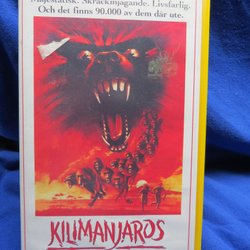 Majestätisk. Skräckinjagande. Livsfarlig.
Och det finns 90.000 av dem där ute.
KILIMANJAROS